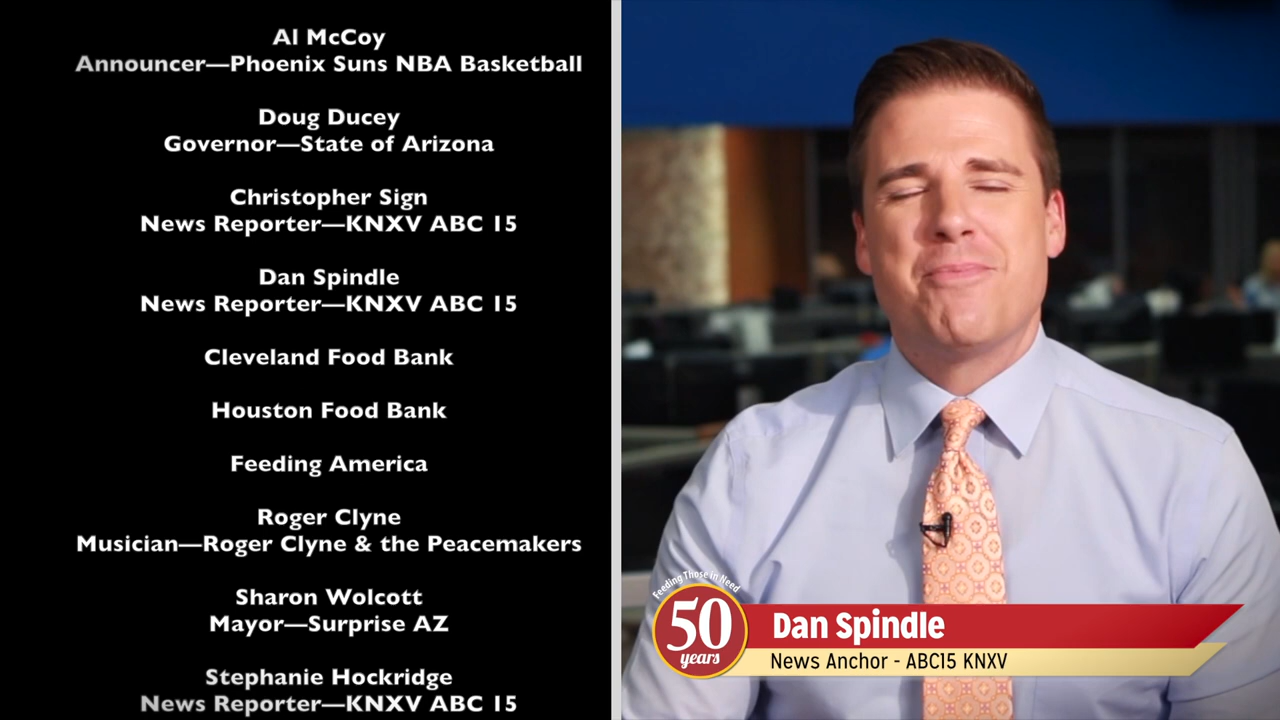 Al McCoy
Announcer—Phoenix Suns NBA Basketball
Doug Ducey
Governor—State of Arizona
Christopher Sign
News Reporter—KNXV ABC 15
Dan Spindle
News Reporter—KNXV ABC 15
Cleveland Food Bank
Houston Food Bank
Feeding America
Roger Clyne
Musician—Roger Clyne & the Peacemakers
Sharon Wolcott
Mayor—Surprise AZ
Stephanie Hockridge
News Reporter—KNXV ABC 15
Feeding Those in Need
50
years
Dan Spindle
News Anchor - ABC15 KNXV